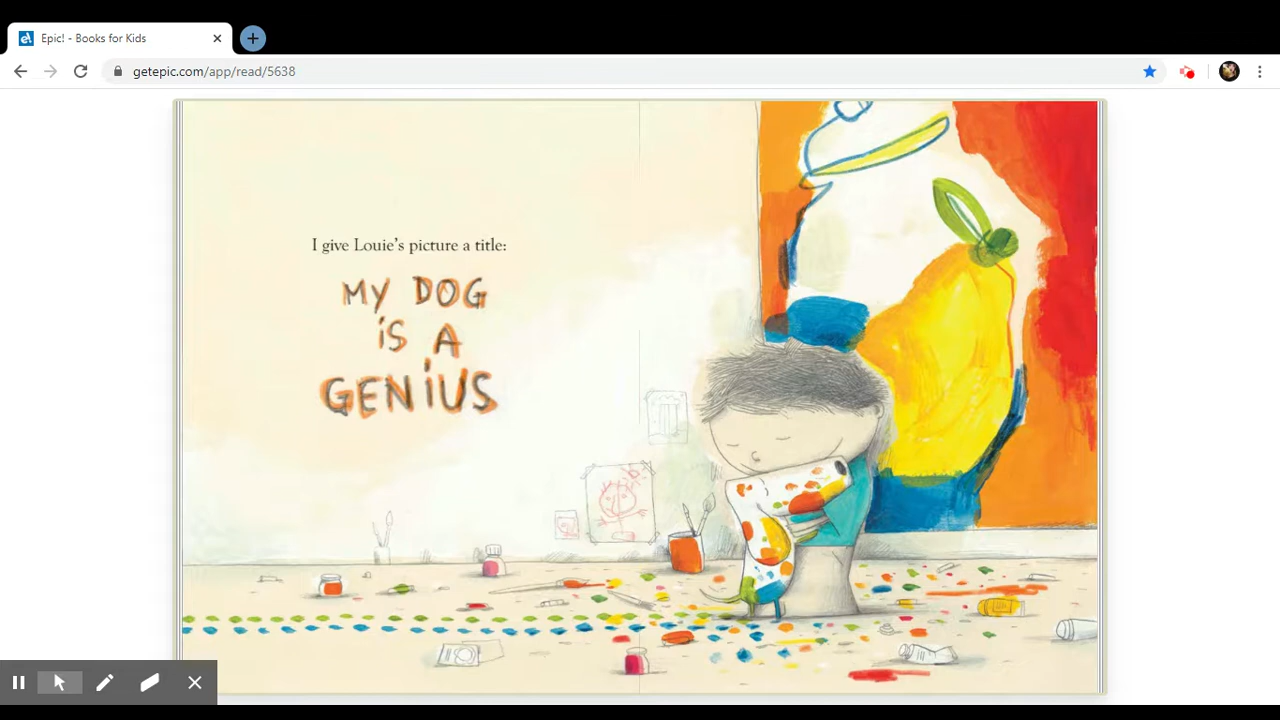 Epic! - Books for Kids
getepic.com/app/read/5638
I give Louie's picture a title:
MY DOG
iS A
GENiUS